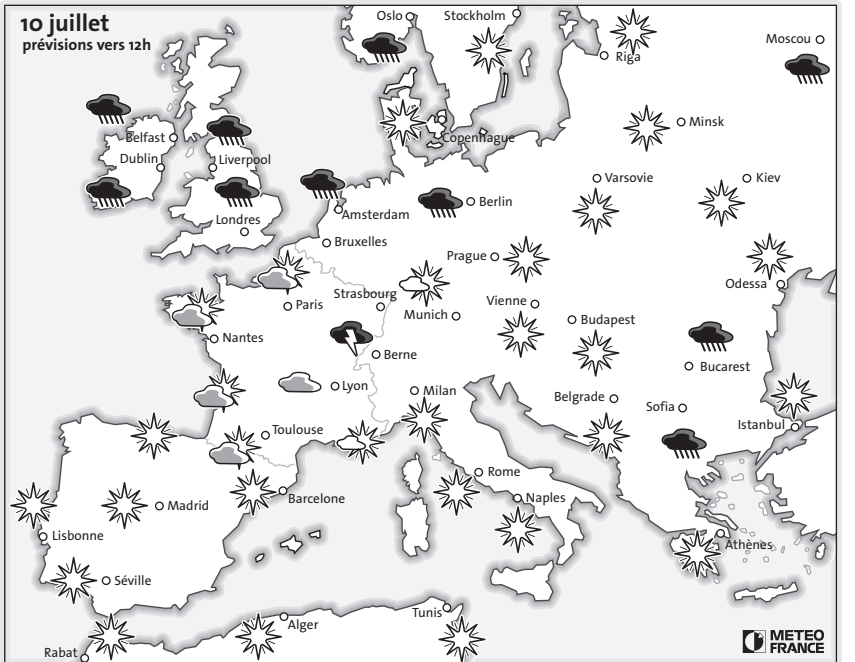 10 juillet
prévisions vers 12h
Oslo
Stockholm
Riga
Moscou
Minsk
Belfast
Dublin
Liverpool
Copenhague
Londres
Amsterdam
Berlin
Varsovie
Kiev
Bruxelles
Prague
Odessa
Paris
Strasbourg
Munich
Vienne
Budapest
Nantes
Berne
Bucarest
Lyon
Milan
Belgrade
Sofia
Istanbul
Toulouse
Rome
Naples
Barcelone
Madrid
Lisbonne
Athènes
Séville
Tunis
Alger
Rabat
METEO
FRANCE